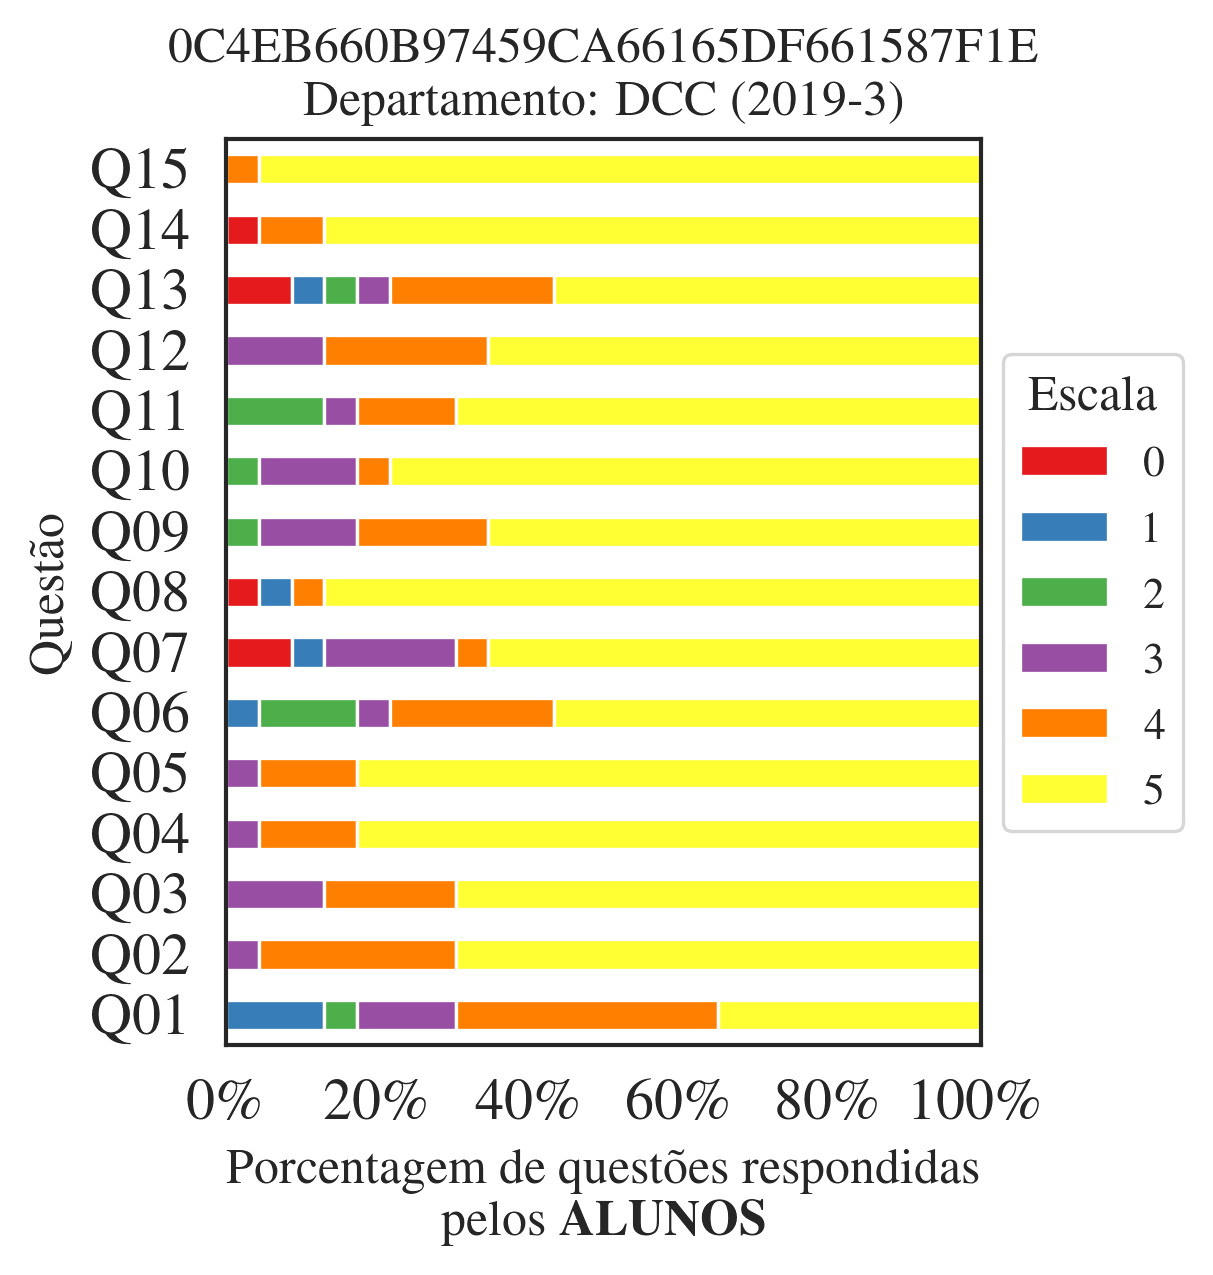 0C4EB660B97459CA66165DF661587F1E
Departamento: DCC (2019-3)
Q15
Q14
Q13
Q12
Q11
Q10
Q09
Q08
Q07
Q06
Q05
Q04
Q03
Q02
Q01
Questão
0% 20% 40% 60% 80% 100%
Porcentagem de questões respondidas
pelos ALUNOS
Escala
0
1
2
3
4
5